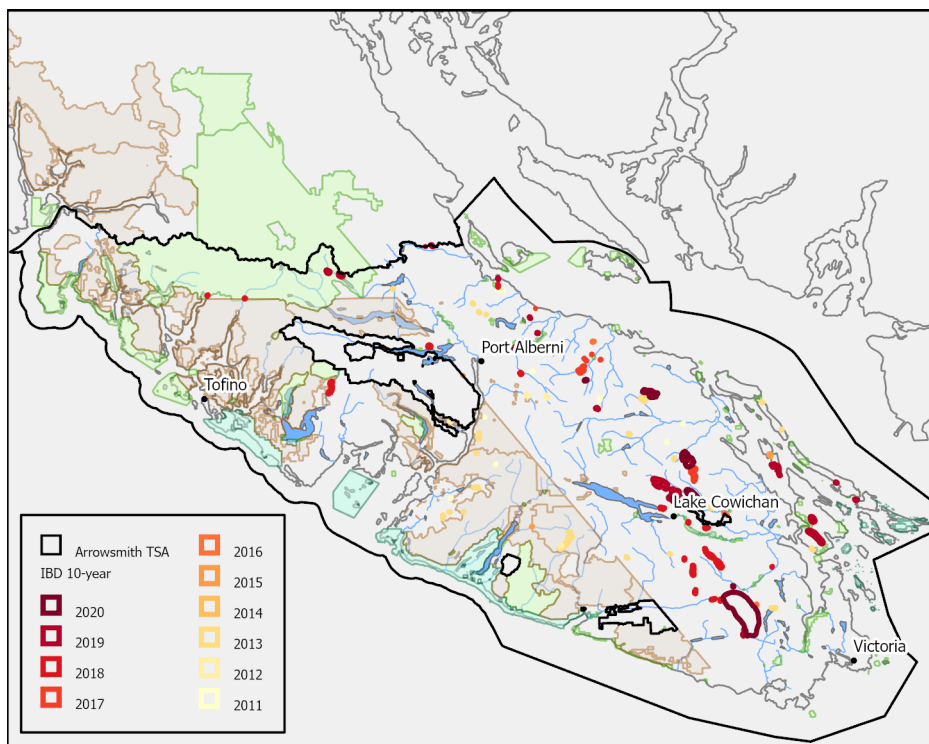 Port Alberni
Tofino
Lake Cowichan
Victoria
Arrowsmith TSA
IBD 10-year
2020
2019
2018
2017
2016
2015
2014
2013
2012
2011